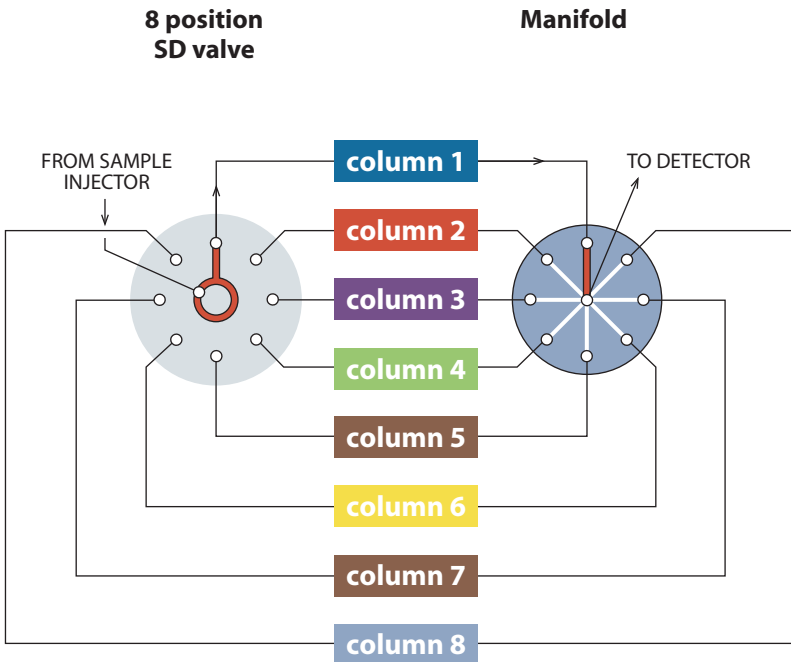 8 position
SD valve
Manifold
FROM SAMPLE
INJECTOR
TO DETECTOR
column 1
column 2
column 3
column 4
column 5
column 6
column 7
column 8